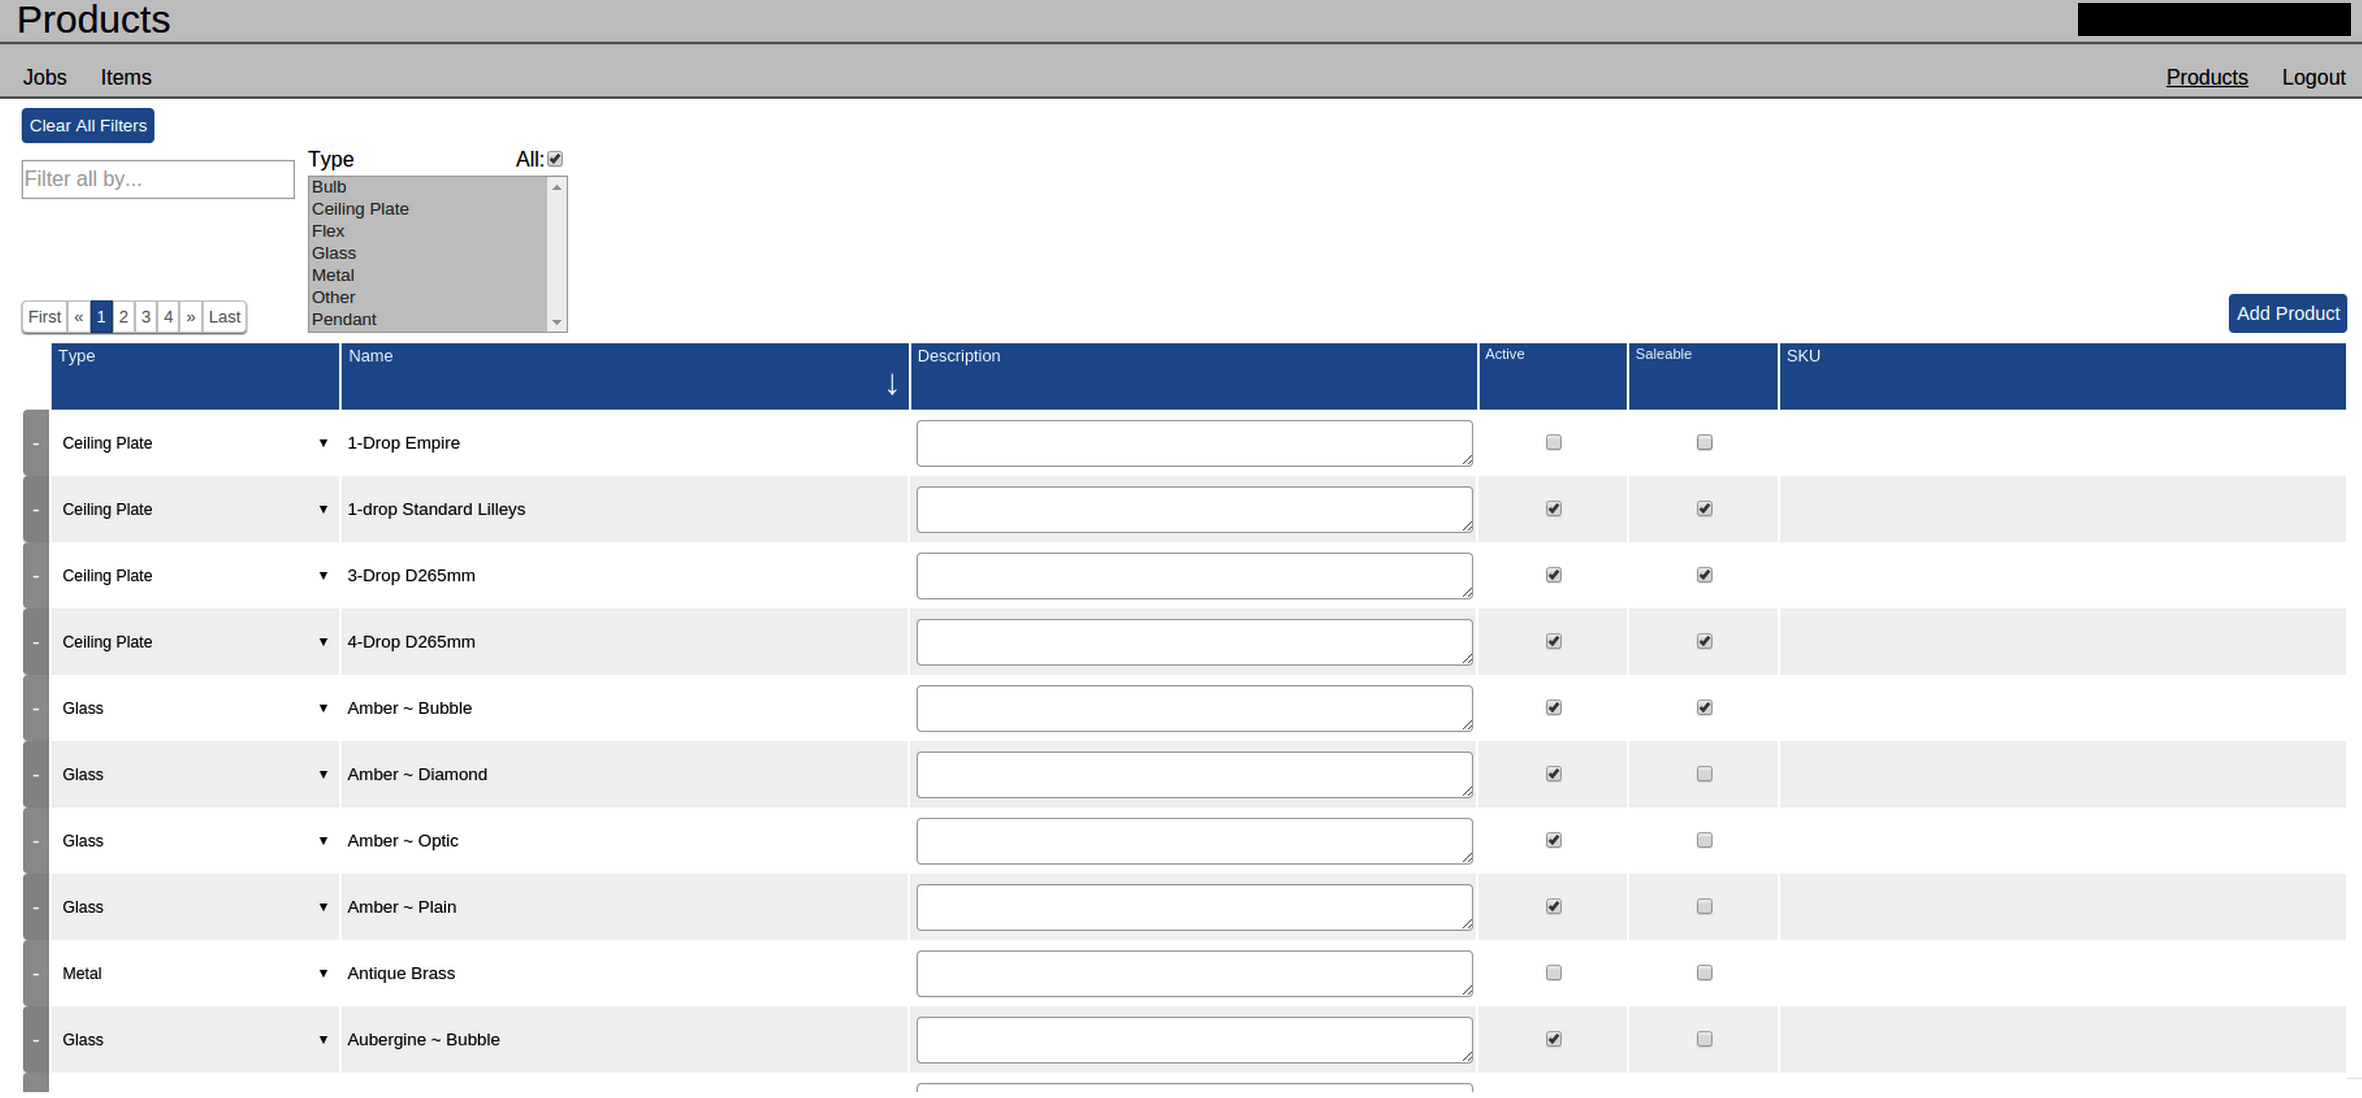 Products
Jobs Items Products Logout
Clear All Filters
Filter all by...
Type All:
Bulb
Ceiling Plate
Flex
Glass
Metal
Other
Pendant
First « 1 2 3 4 » Last
Add Product
Type Name ↓ Description Active Saleable SKU
- Ceiling Plate ▼ 1-Drop Empire
- Ceiling Plate ▼ 1-drop Standard Lilleys
- Ceiling Plate ▼ 3-Drop D265mm
- Ceiling Plate ▼ 4-Drop D265mm
- Glass ▼ Amber ~ Bubble
- Glass ▼ Amber ~ Diamond
- Glass ▼ Amber ~ Optic
- Glass ▼ Amber ~ Plain
- Metal ▼ Antique Brass
- Glass ▼ Aubergine ~ Bubble